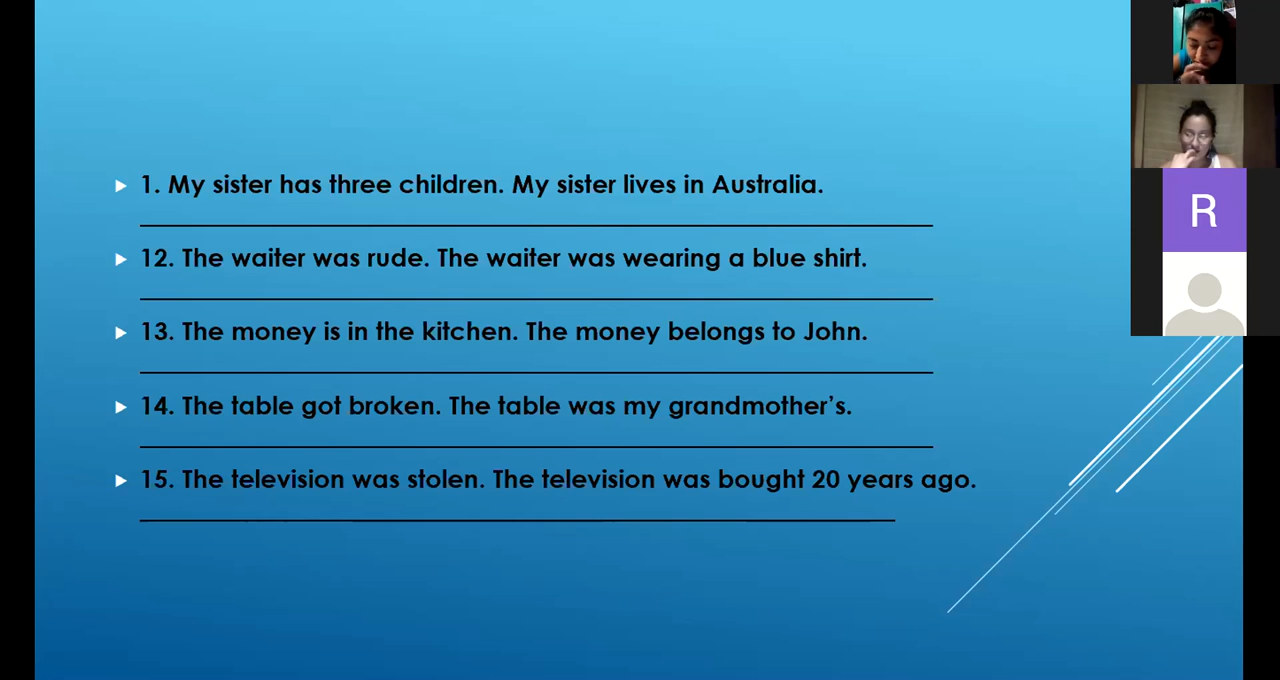 1. My sister has three children. My sister lives in Australia.
12. The waiter was rude. The waiter was wearing a blue shirt.
13. The money is in the kitchen. The money belongs to John.
14. The table got broken. The table was my grandmother’s.
15. The television was stolen. The television was bought 20 years ago.
R